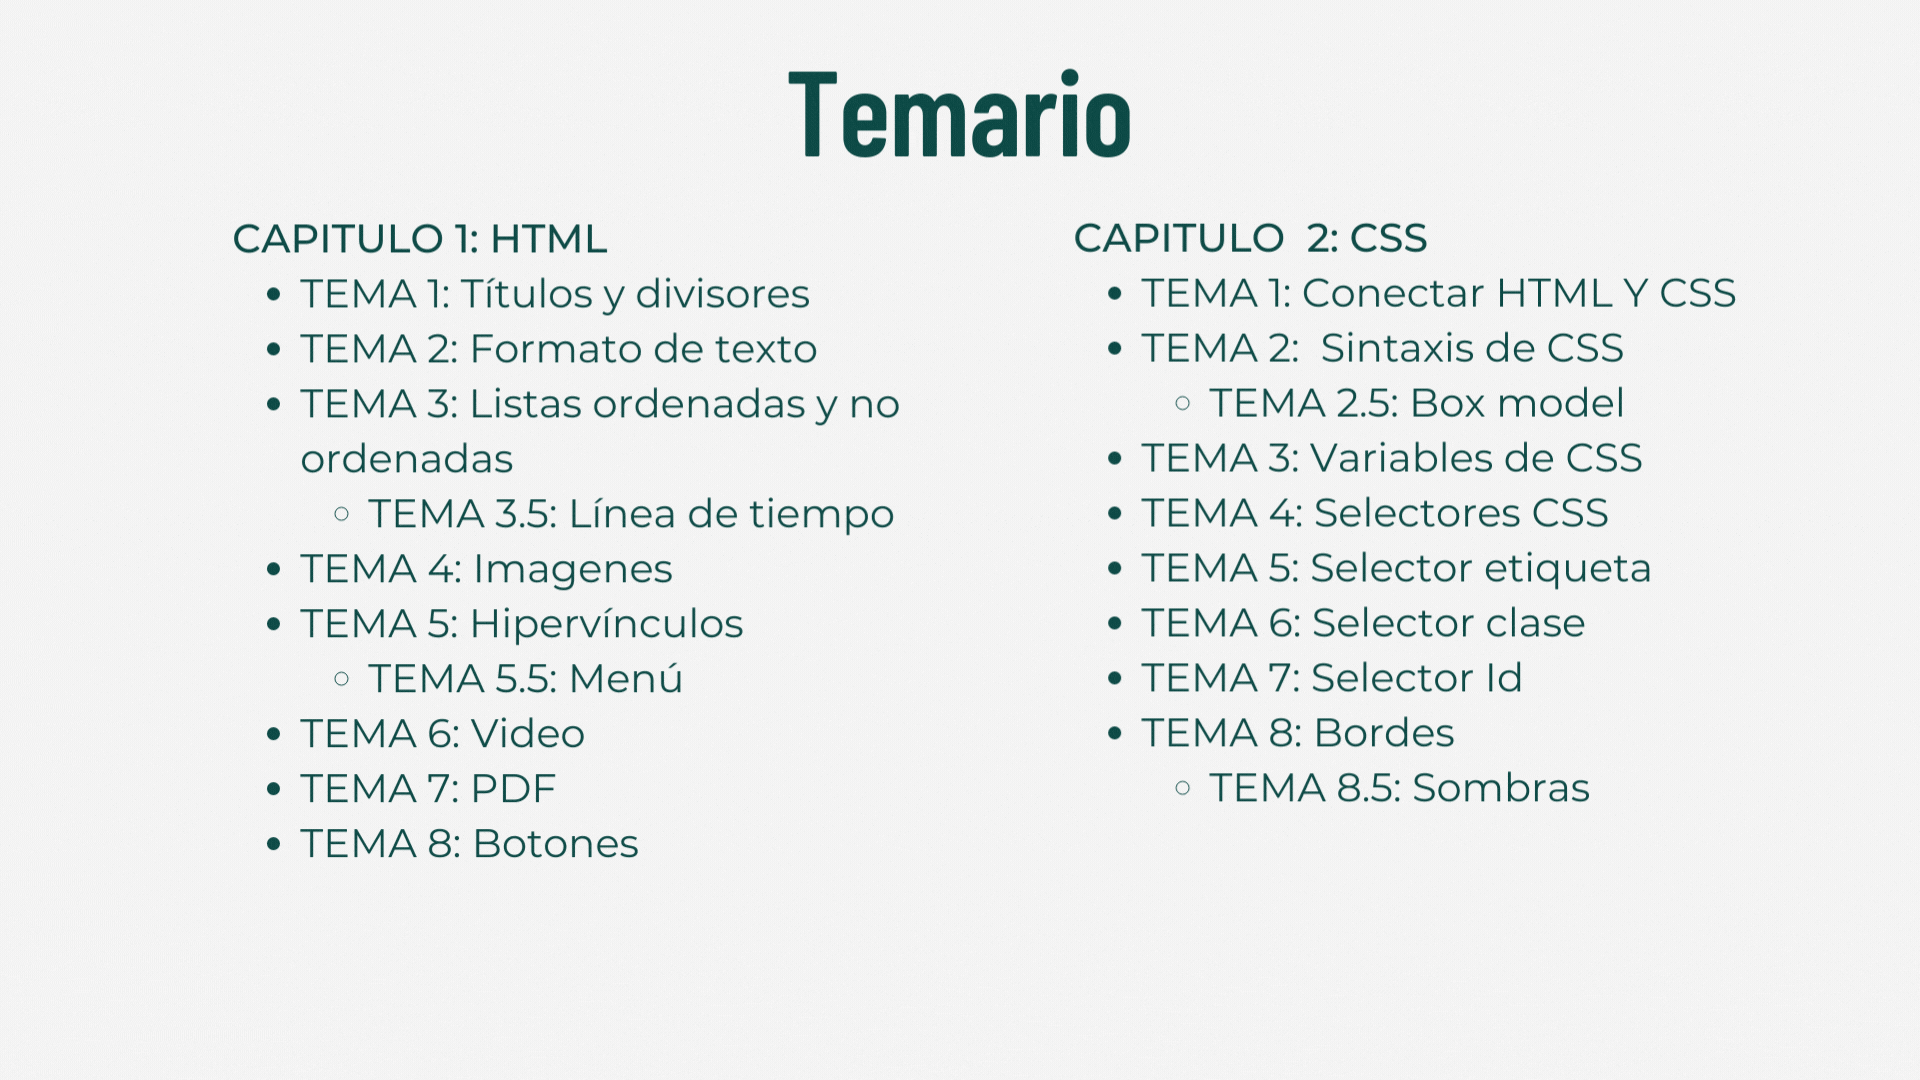 Temario
CAPITULO 1: HTML
TEMA 1: Títulos y divisores
TEMA 2: Formato de texto
TEMA 3: Listas ordenadas y no
ordenadas
TEMA 3.5: Línea de tiempo
TEMA 4: Imagenes
TEMA 5: Hipervínculos
TEMA 5.5: Menú
TEMA 6: Video
TEMA 7: PDF
TEMA 8: Botones
CAPITULO  2: CSS
TEMA 1: Conectar HTML Y CSS
TEMA 2:  Sintaxis de CSS
TEMA 2.5: Box model
TEMA 3: Variables de CSS
TEMA 4: Selectores CSS
TEMA 5: Selector etiqueta
TEMA 6: Selector clase
TEMA 7: Selector Id
TEMA 8: Bordes
TEMA 8.5: Sombras